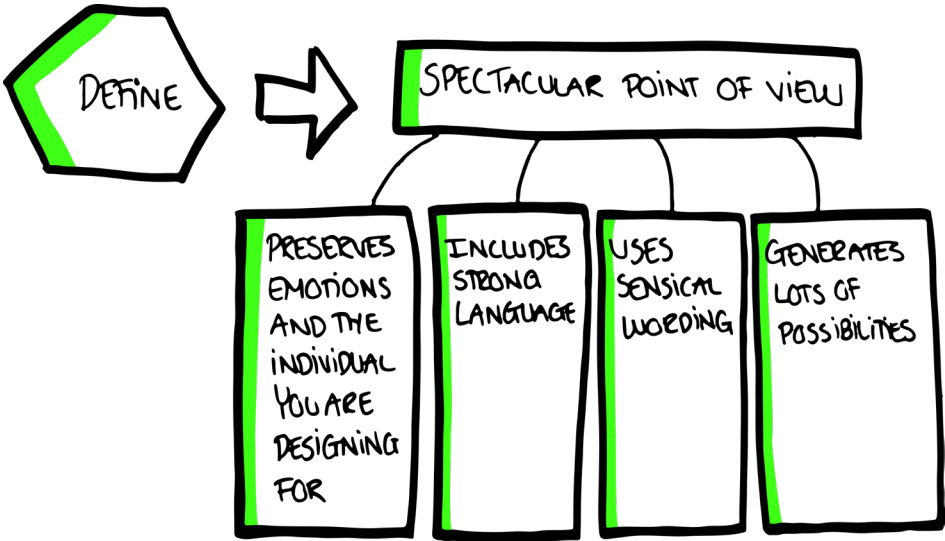 DEFINE
SPECTACULAR POINT OF VIEW
PRESERVES
EMOTIONS
AND THE
INDIVIDUAL
YOU ARE
DESIGNING
FOR
INCLUDES
STRONG
LANGUAGE
USES
SENSICAL
WORDING
GENERATES
LOTS OF
POSSIBILITIES